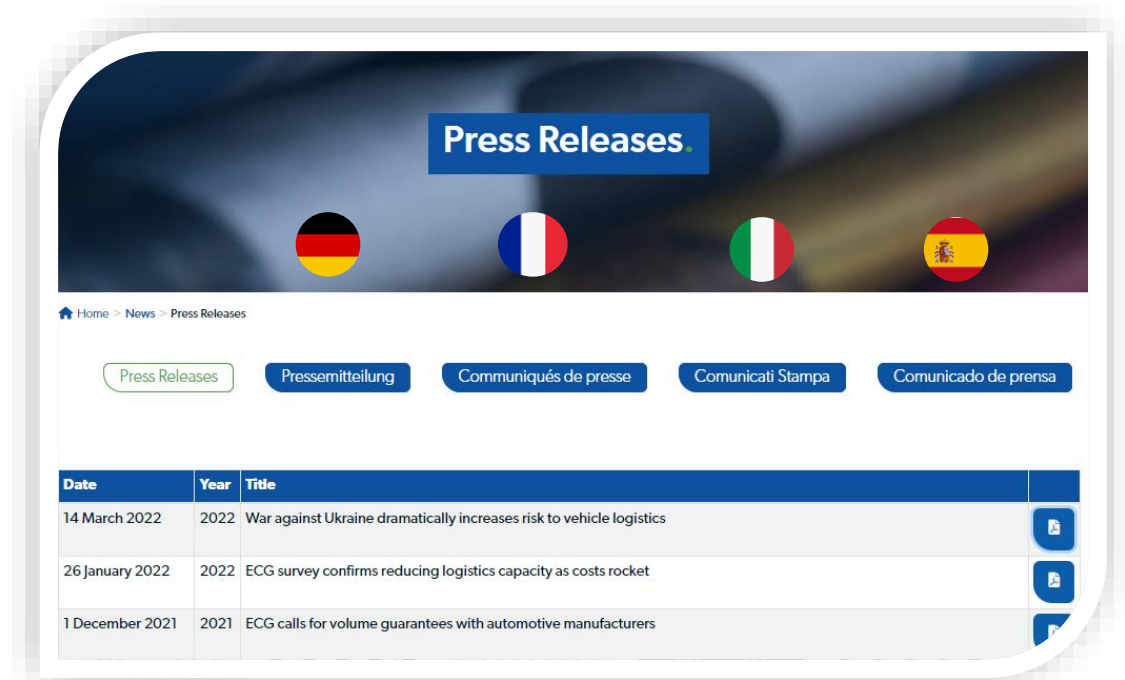 Press Releases.
Home > News > Press Releases
Press Releases Pressemitteilung Communiqués de presse Comunicati Stampa Comunicado de prensa
Date Year Title
14 March 2022 2022 War against Ukraine dramatically increases risk to vehicle logistics
26 January 2022 2022 ECG survey confirms reducing logistics capacity as costs rocket
1 December 2021 2021 ECG calls for volume guarantees with automotive manufacturers